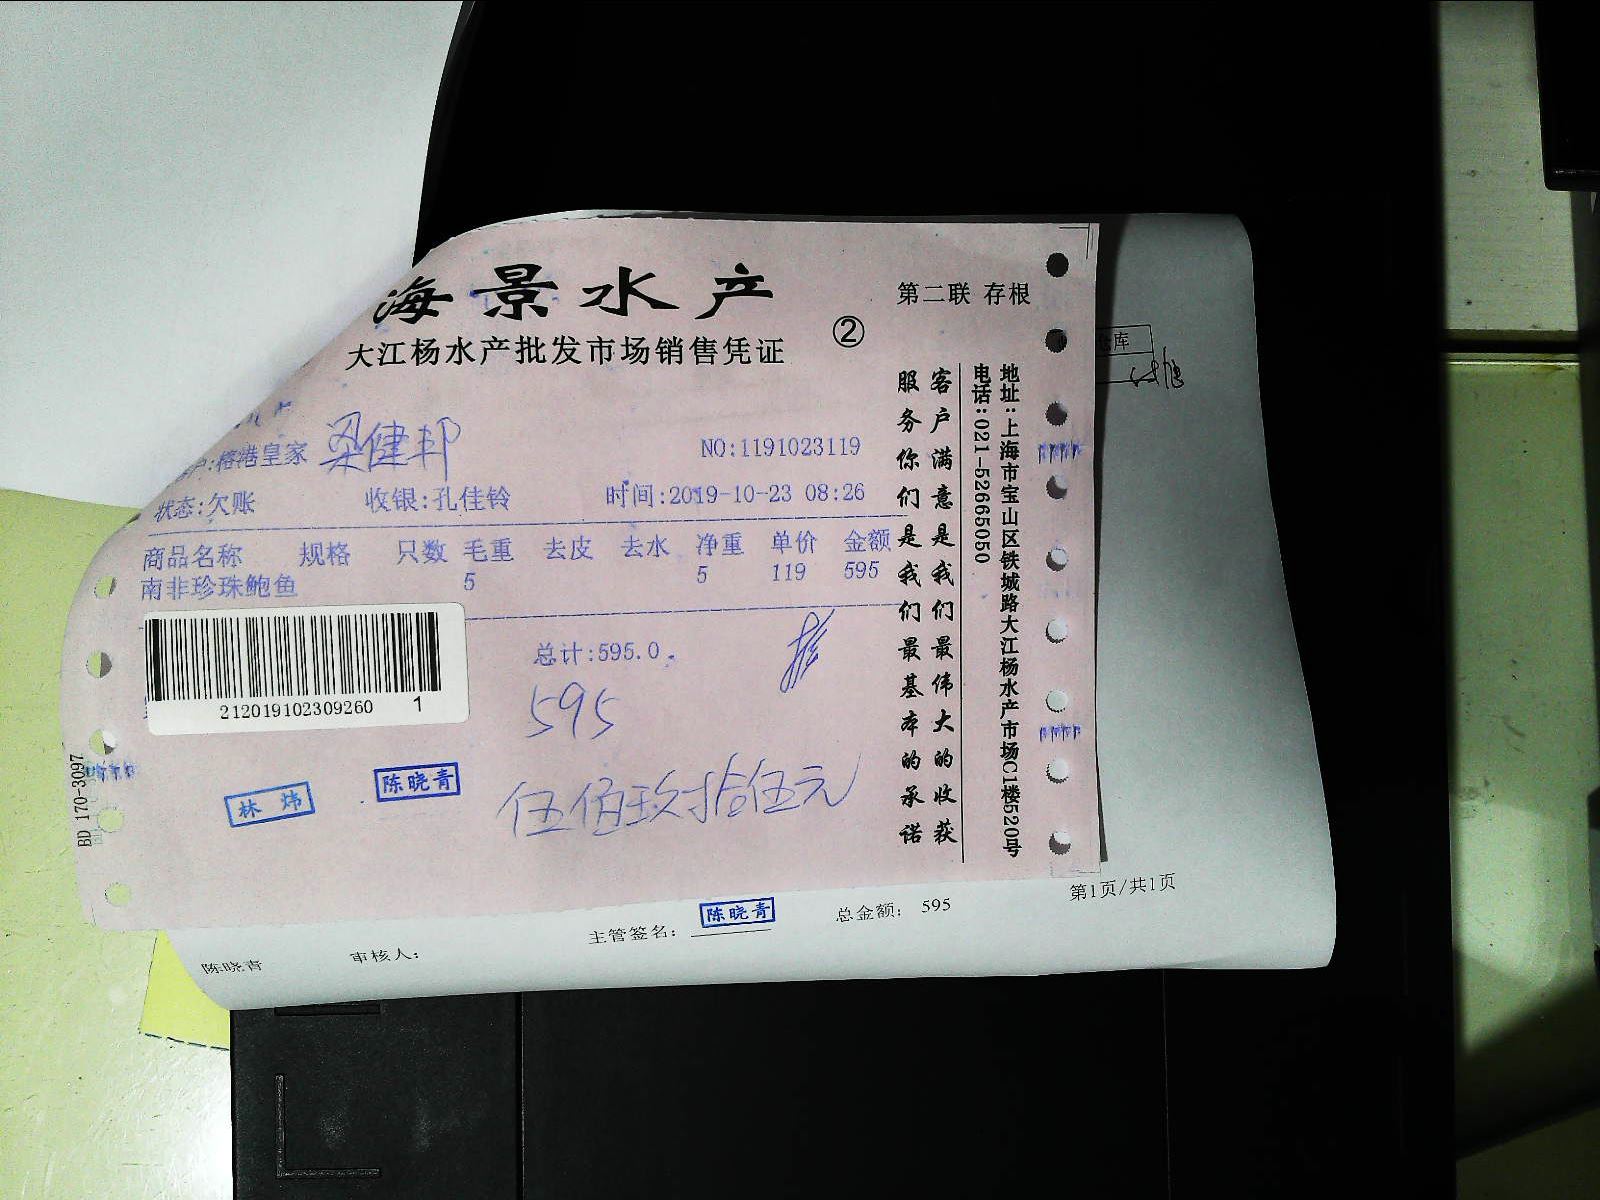 海景水产
第二联 存根
大江杨水产批发市场销售凭证
②
户:榕港皇家 梁健邦
NO:1191023119
状态:欠账 收银:孔佳铃 时间:2019-10-23 08:26
商品名称 规格 只数 毛重 去皮 去水 净重 单价 金额
南非珍珠鲍鱼 5 5 119 595
总计:595.0
212019102309260 1
595
伍佰玖拾伍元
林炜
陈晓青
BD 170-3097
客户满意是我们最伟大的收获
服务你们是我们最基本的承诺
地址:上海市宝山区铁城路大江杨水产市场C1楼520号
电话:021-52665050
库
陈晓青 审核人: 主管签名: 陈晓青 总金额: 595 第1页/共1页